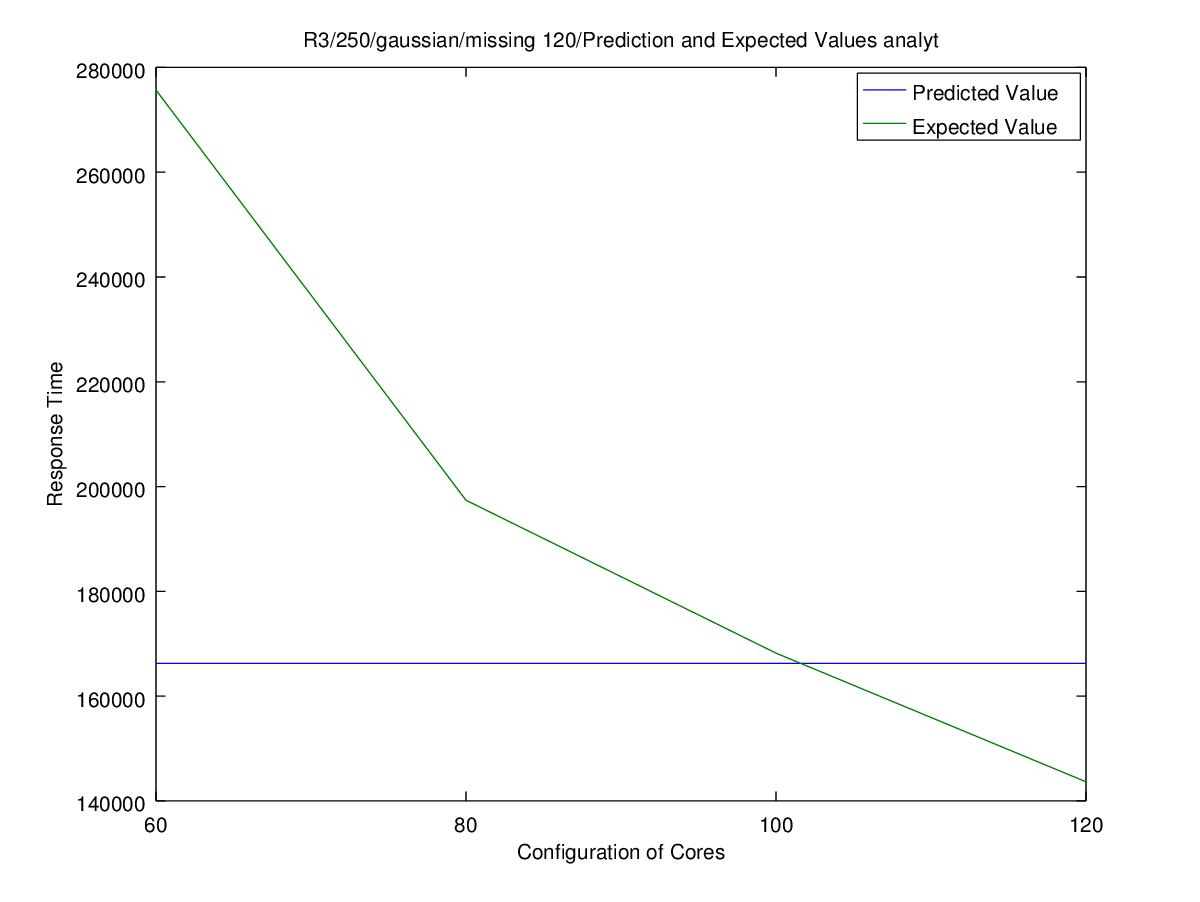 R3/250/gaussian/missing 120/Prediction and Expected Values analyt
280000
260000
240000
220000
200000
180000
160000
140000
60
80
100
120
Response Time
Configuration of Cores
Predicted Value
Expected Value